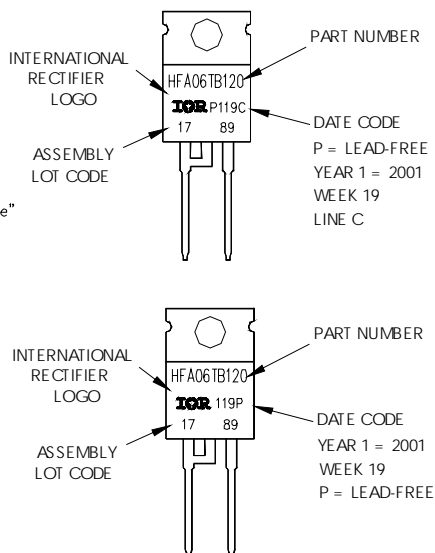 PART NUMBER
INTERNATIONAL
RECTIFIER
LOGO
HFA06TB120
IOR P119C
17 89
ASSEMBLY
LOT CODE
DATE CODE
P = LEAD-FREE
YEAR 1 = 2001
WEEK 19
LINE C
e"
PART NUMBER
INTERNATIONAL
RECTIFIER
LOGO
HFA06TB120
IOR 119P
17 89
ASSEMBLY
LOT CODE
DATE CODE
YEAR 1 = 2001
WEEK 19
P = LEAD-FREE